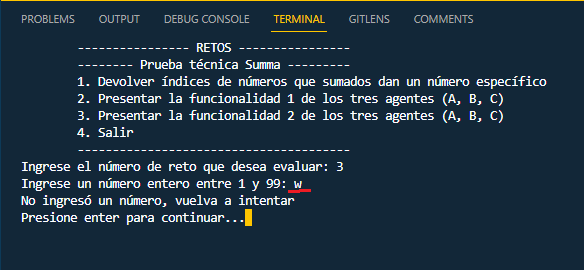 PROBLEMS OUTPUT DEBUG CONSOLE TERMINAL GITLENS COMMENTS
---------------- RETOS ----------------
-------- Prueba técnica Summa ---------
1. Devolver índices de números que sumados dan un número específico
2. Presentar la funcionalidad 1 de los tres agentes (A, B, C)
3. Presentar la funcionalidad 2 de los tres agentes (A, B, C)
4. Salir
---------------------------------------
Ingrese el número de reto que desea evaluar: 3
Ingrese un número entero entre 1 y 99: w
No ingresó un número, vuelva a intentar
Presione enter para continuar...